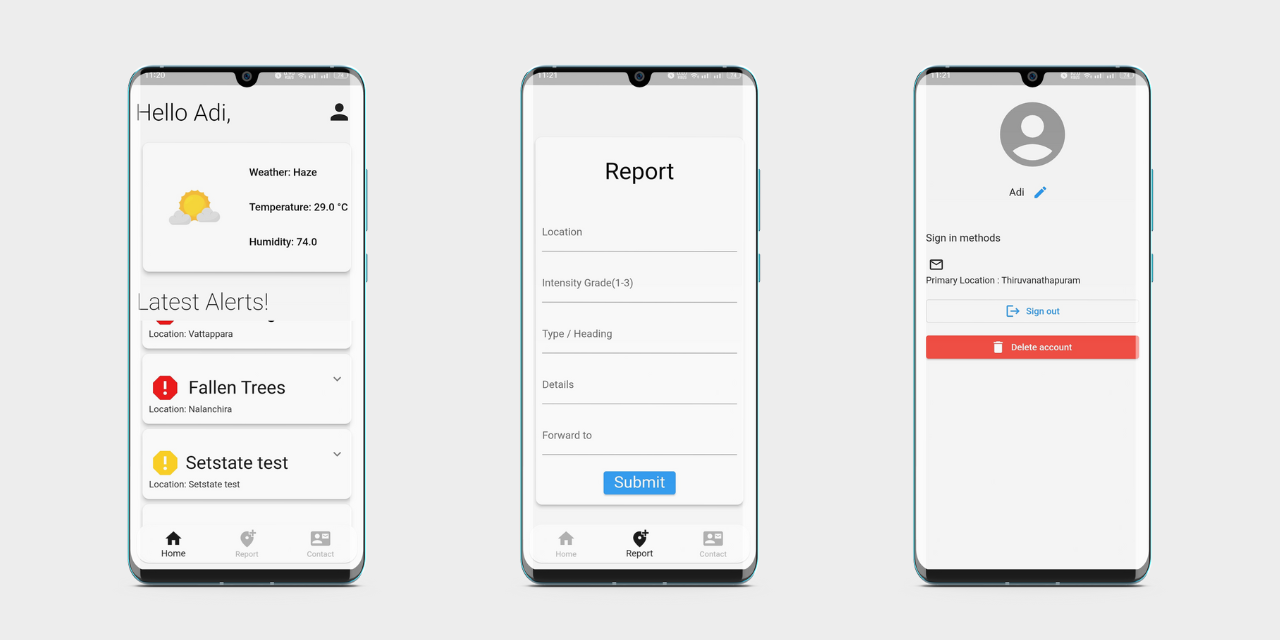 11:20
Hello Adi,
Weather: Haze
Temperature: 29.0 °C
Humidity: 74.0
Latest Alerts!
Location: Vattappara
Fallen Trees
Location: Nalanchira
Setstate test
Location: Setstate test
Home
Report
Contact
11:21
Report
Location
Intensity Grade(1-3)
Type / Heading
Details
Forward to
Submit
Home
Report
Contact
11:21
Adi
Sign in methods
Primary Location : Thiruvanathapuram
Sign out
Delete account